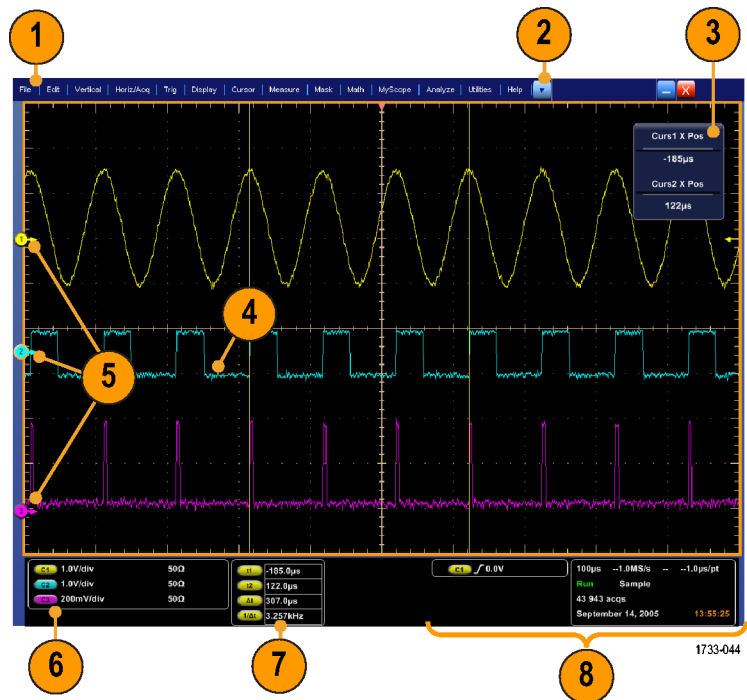 1
2
3
File Edit Vertical Horiz/Acq Trig Display Cursor Measure Mask Math MyScope Analyze Utilities Help
X
Curs1 X Pos
-185µs
Curs2 X Pos
122µs
1
4
2
5
3
C1 1.0V/div 50Ω
C2 1.0V/div 50Ω
C3 200mV/div 50Ω
t1 -185.0µs
t2 122.0µs
Δt 307.0µs
1/Δt 3.257kHz
C1 0.0V
100µs --1.0MS/s -- --1.0µs/pt
Run Sample
43 943 acqs
September 14, 2005 13:55:25
6
7
8
1733-044